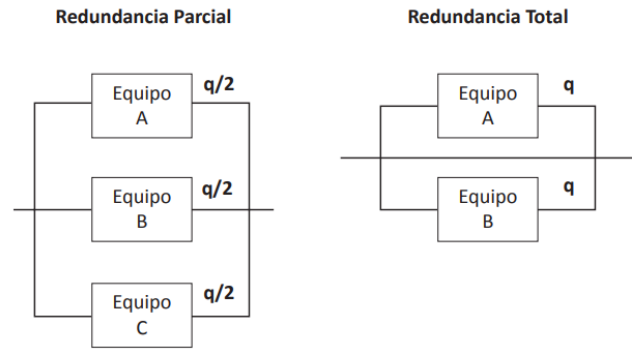 Redundancia Parcial
Equipo
A
q/2
Equipo
B
q/2
Equipo
C
q/2
Redundancia Total
Equipo
A
q
Equipo
B
q